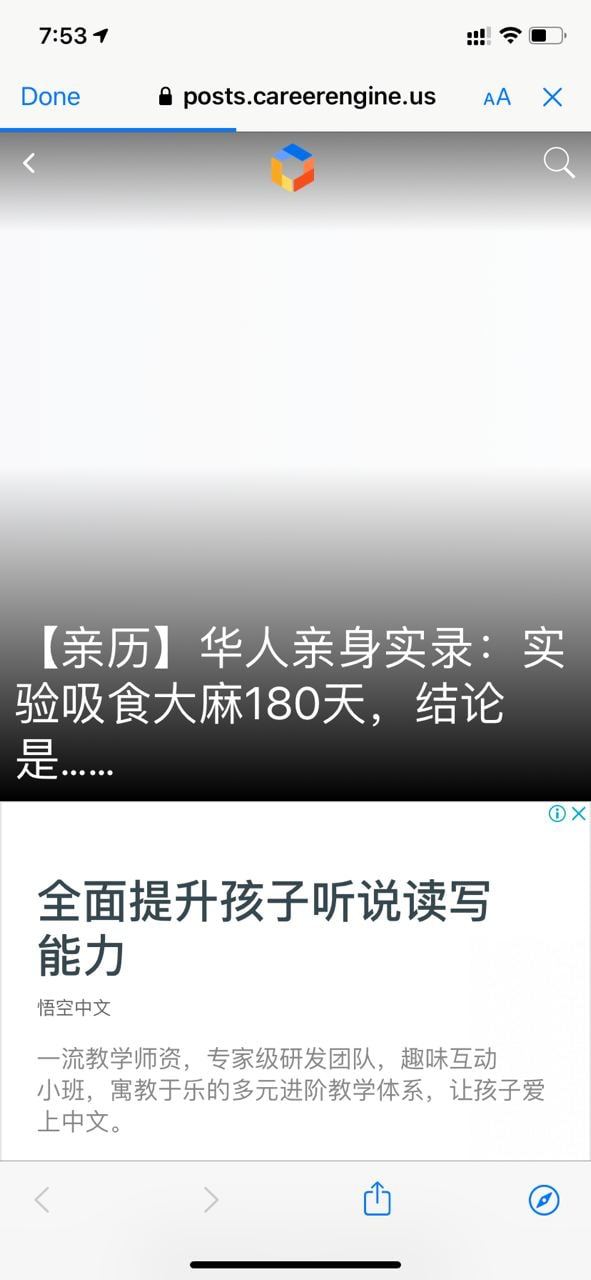 7:53
Done
posts.careerengine.us
AA
【亲历】华人亲身实录：实
验吸食大麻180天，结论
是……
全面提升孩子听说读写
能力
悟空中文
一流教学师资，专家级研发团队，趣味互动
小班，寓教于乐的多元进阶教学体系，让孩子爱
上中文。